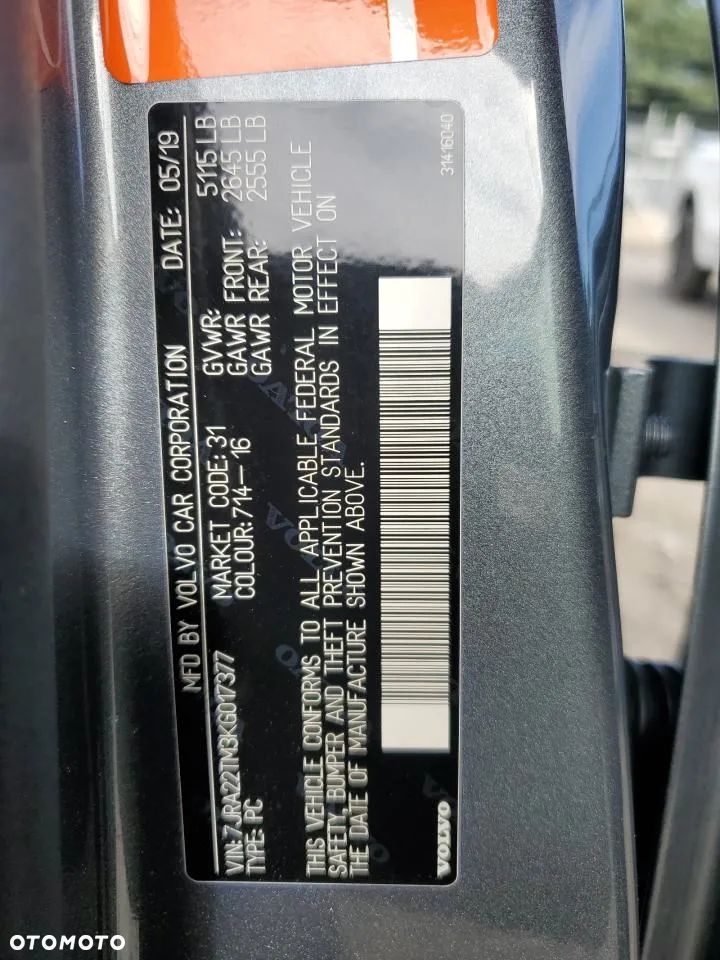 MFD BY VOLVO CAR CORPORATION DATE: 05/19
VIN: 7JRA22TM3KG017377 MARKET CODE: 31 GVWR: 5115 LB
TYPE: PC COLOUR: 714-16 GAWR FRONT: 2645 LB
GAWR REAR: 2555 LB
THIS VEHICLE CONFORMS TO ALL APPLICABLE FEDERAL MOTOR VEHICLE
SAFETY, BUMPER AND THEFT PREVENTION STANDARDS IN EFFECT ON
THE DATE OF MANUFACTURE SHOWN ABOVE.
VOLVO 31416040
OTOMOTO